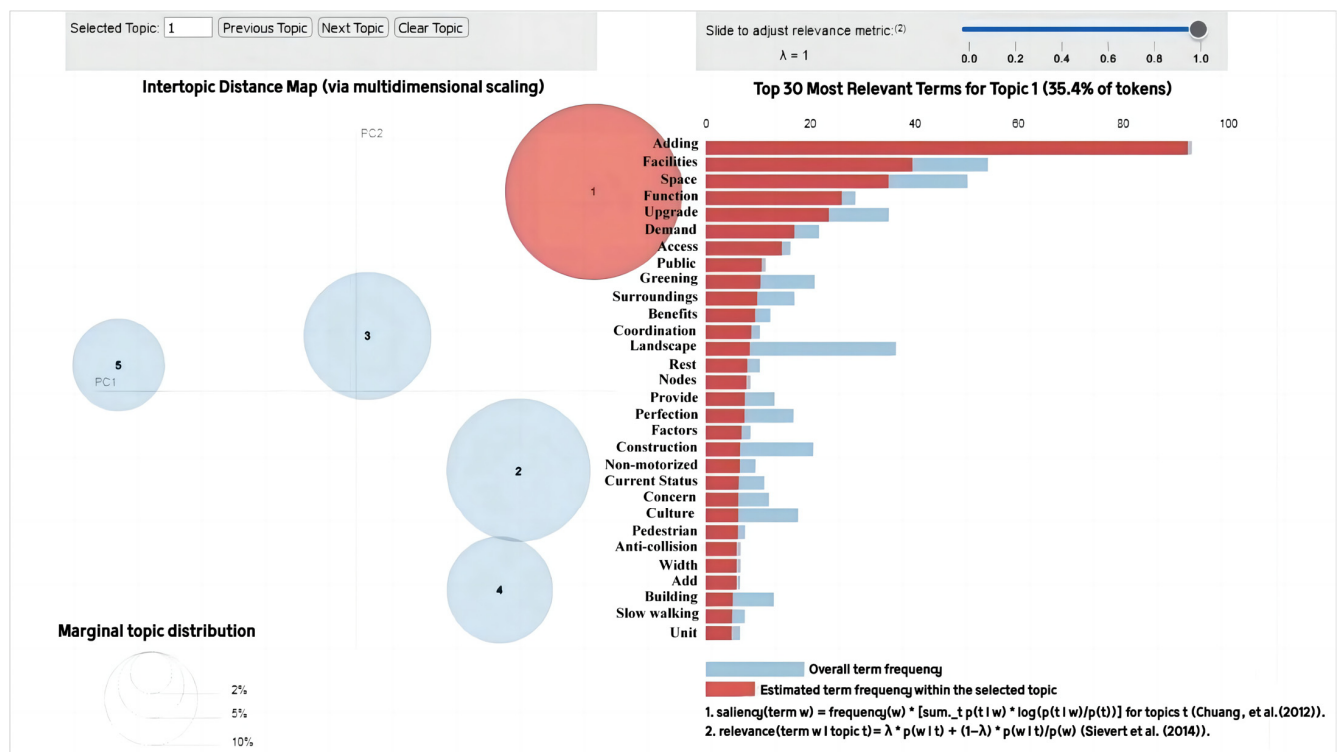 Selected Topic: 1 Previous Topic Next Topic Clear Topic
Slide to adjust relevance metric:(2)
λ = 1
0.0 0.2 0.4 0.6 0.8 1.0
Intertopic Distance Map (via multidimensional scaling)
PC2
1
3
5
PC1
2
4
Marginal topic distribution
2%
5%
10%
Top 30 Most Relevant Terms for Topic 1 (35.4% of tokens)
0 20 40 60 80 100
Adding
Facilities
Space
Function
Upgrade
Demand
Access
Public
Greening
Surroundings
Benefits
Coordination
Landscape
Rest
Nodes
Provide
Perfection
Factors
Construction
Non-motorized
Current Status
Concern
Culture
Pedestrian
Anti-collision
Width
Add
Building
Slow walking
Unit
Overall term frequency
Estimated term frequency within the selected topic
1. saliency(term w) = frequency(w) * [sum._t p(t l w) * log(p(t l w)/p(t))] for topics t (Chuang, et al.(2012)).
2. relevance(term w l topic t)= λ * p(w l t) + (1-λ) * p(w l t)/p(w) (Sievert et al. (2014)).